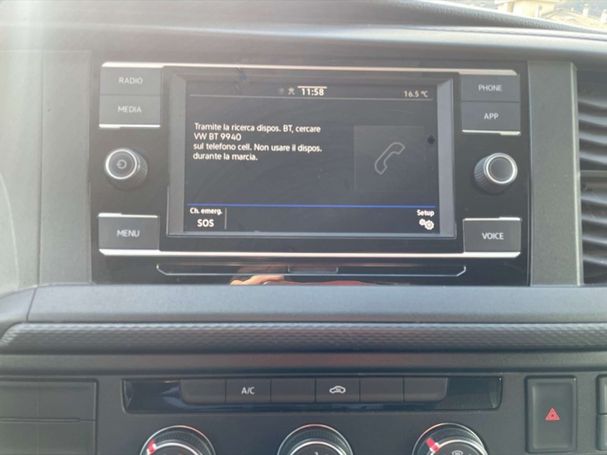 RADIO
MEDIA
MENU
11:58
16.5 °C
Tramite la ricerca dispos. BT, cercare
VW BT 9940
sul telefono cell. Non usare il dispos.
durante la marcia.
Ch. emerg.
SOS
Setup
PHONE
APP
VOICE
A/C